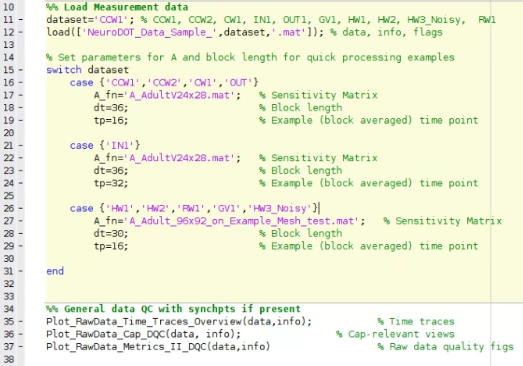 10 %% Load Measurement data
11 - dataset='CCW1'; % CCW1, CCW2, CW1, IN1, OUT1, GV1, HW1, HW2, HW3_Noisy, RW1
12 - load(['NeuroDOT_Data_Sample_',dataset,'.mat']); % data, info, flags
13
14 % Set parameters for A and block length for quick processing examples
15 - switch dataset
16 - case {'CCW1','CCW2','CW1','OUT'}
17 - A_fn='A_AdultV24x28.mat'; % Sensitivity Matrix
18 - dt=36; % Block length
19 - tp=16; % Example (block averaged) time point
20
21 - case {'IN1'}
22 - A_fn='A_AdultV24x28.mat'; % Sensitivity Matrix
23 - dt=36; % Block length
24 - tp=32; % Example (block averaged) time point
25
26 - case {'HW1','HW2','RW1','GV1','HW3_Noisy'}
27 - A_fn='A_Adult_96x92_on_Example_Mesh_test.mat'; % Sensitivity Matrix
28 - dt=30; % Block length
29 - tp=16; % Example (block averaged) time point
30
31 - end
32
33
34 %% General data QC with synchpts if present
35 - Plot_RawData_Time_Traces_Overview(data,info); % Time traces
36 - Plot_RawData_Cap_DQC(data, info); % Cap-relevant views
37 - Plot_RawData_Metrics_II_DQC(data,info) % Raw data quality figs
38